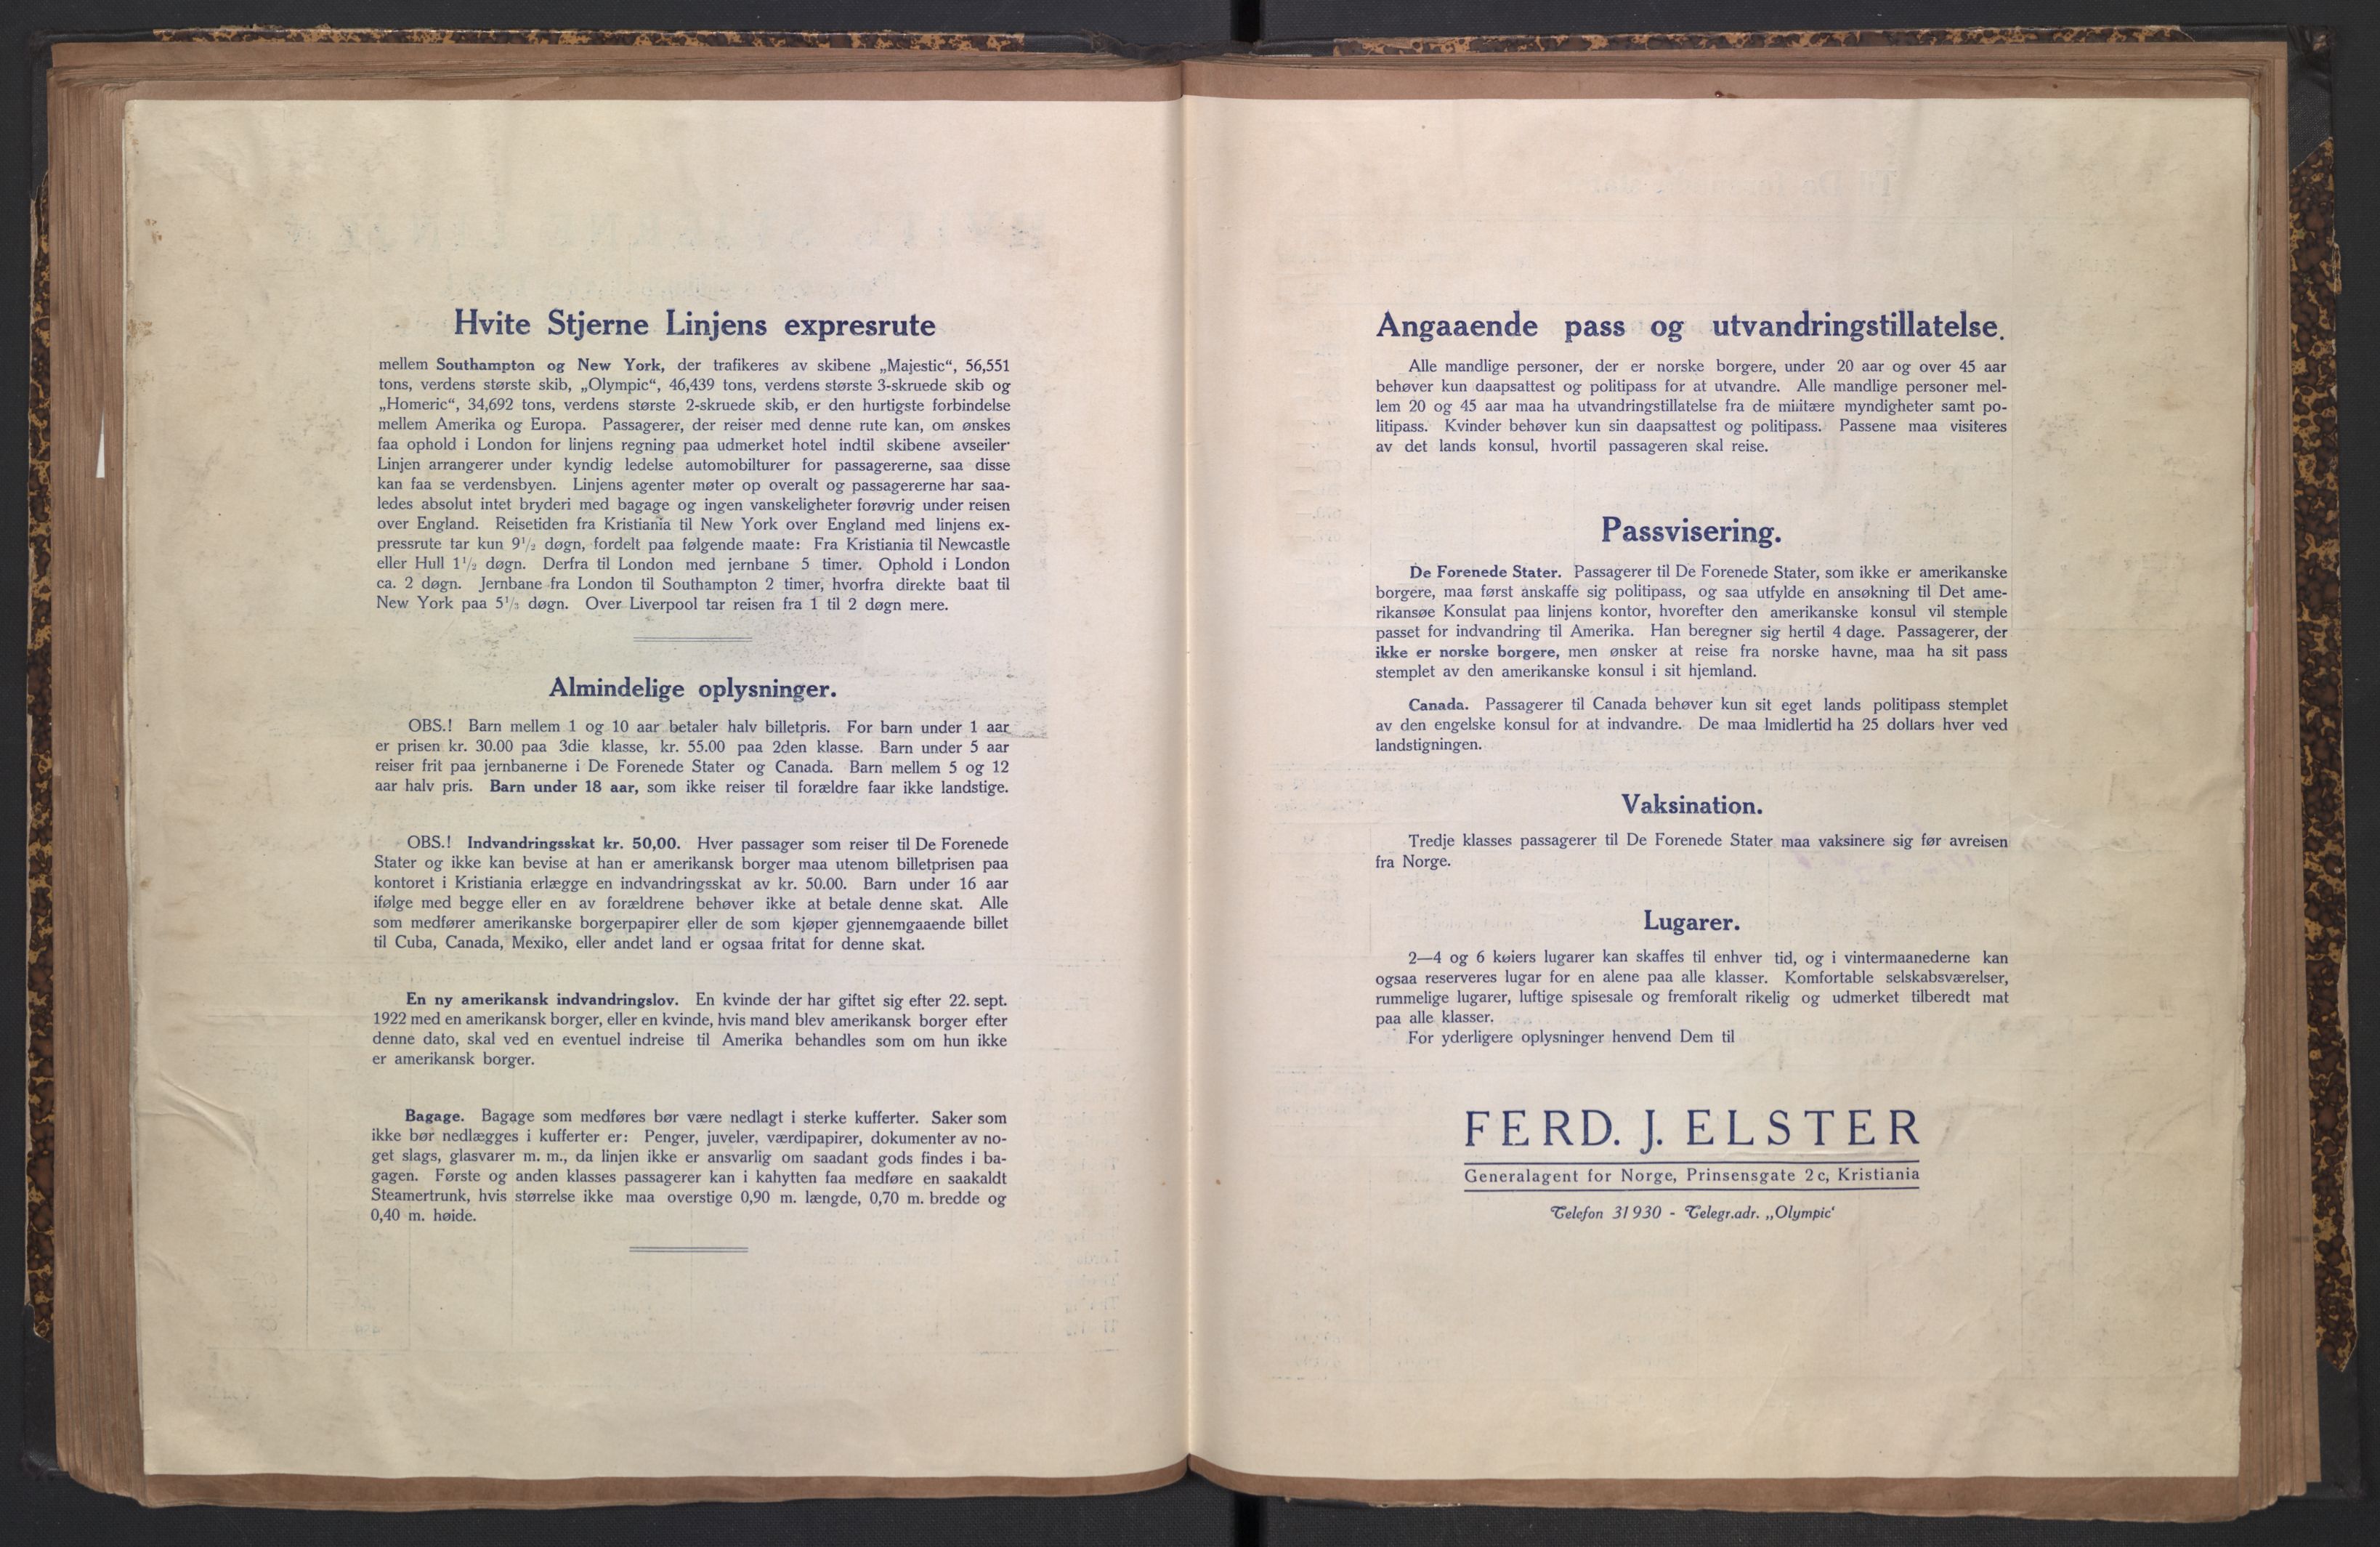 Hvite Stjerne Linjens expresrute
mellem Southampton og New York, der trafikeres av skibene „Majestic“, 56,551
tons, verdens største skib, „Olympic“, 46,439 tons, verdens største 3-skruede skib og
„Homeric“, 34,692 tons, verdens største 2-skruede skib, er den hurtigste forbindelse
mellem Amerika og Europa. Passagerer, der reiser med denne rute kan, om ønskes
faa ophold i London for linjens regning paa udmerket hotel indtil skibene avseiler
Linjen arrangerer under kyndig ledelse automobilturer for passagererne, saa disse
kan faa se verdensbyen. Linjens agenter møter op overalt og passagererne har saa-
ledes absolut intet bryderi med bagage og ingen vanskeligheter forøvrig under reisen
over England. Reisetiden fra Kristiania til New York over England med linjens ex-
pressrute tar kun 9 1/2 døgn, fordelt paa følgende maate: Fra Kristiania til Newcastle
eller Hull 1 1/2 døgn. Derfra til London med jernbane 5 timer. Ophold i London
ca. 2 døgn. Jernbane fra London til Southampton 2 timer, hvorfra direkte baat til
New York paa 5 1/2 døgn. Over Liverpool tar reisen fra 1 til 2 døgn mere.
Almindelige oplysninger.
OBS.! Barn mellem 1 og 10 aar betaler halv billetpris. For barn under 1 aar
er prisen kr. 30.00 paa 3die klasse, kr. 55.00 paa 2den klasse. Barn under 5 aar
reiser frit paa jernbanerne i De Forenede Stater og Canada. Barn mellem 5 og 12
aar halv pris. Barn under 18 aar, som ikke reiser til forældre faar ikke landstige.
OBS.! Indvandringsskat kr. 50,00. Hver passager som reiser til De Forenede
Stater og ikke kan bevise at han er amerikansk borger maa utenom billetprisen paa
kontoret i Kristiania erlægge en indvandringsskat av kr. 50.00. Barn under 16 aar
ifølge med begge eller en av forældrene behøver ikke at betale denne skat. Alle
som medfører amerikanske borgerpapirer eller de som kjøper gjennemgaaende billet
til Cuba, Canada, Mexiko, eller andet land er ogsaa fritat for denne skat.
En ny amerikansk indvandringslov. En kvinde der har giftet sig efter 22. sept.
1922 med en amerikansk borger, eller en kvinde, hvis mand blev amerikansk borger efter
denne dato, skal ved en eventuel indreise til Amerika behandles som om hun ikke
er amerikansk borger.
Bagage. Bagage som medføres bør være nedlagt i sterke kufferter. Saker som
ikke bør nedlægges i kufferter er: Penger, juveler, værdipapirer, dokumenter av no-
get slags, glasvarer m. m., da linjen ikke er ansvarlig om saadant gods findes i ba-
gagen. Første og anden klasses passagerer kan i kahytten faa medføre en saakaldt
Steamertrunk, hvis størrelse ikke maa overstige 0,90 m. længde, 0,70 m. bredde og
0,40 m. høide.
Angaaende pass og utvandringstillatelse.
Alle mandlige personer, der er norske borgere, under 20 aar og over 45 aar
behøver kun daapsattest og politipass for at utvandre. Alle mandlige personer mel-
lem 20 og 45 aar maa ha utvandringstillatelse fra de militære myndigheter samt po-
litipass. Kvinder behøver kun sin daapsattest og politipass. Passene maa visiteres
av det lands konsul, hvortil passageren skal reise.
Passvisering.
De Forenede Stater. Passagerer til De Forenede Stater, som ikke er amerikanske
borgere, maa først anskaffe sig politipass, og saa utfylde en ansøkning til Det ame-
rikansøe Konsulat paa linjens kontor, hvorefter den amerikanske konsul vil stemple
passet for indvandring til Amerika. Han beregner sig hertil 4 dage. Passagerer, der
ikke er norske borgere, men ønsker at reise fra norske havne, maa ha sit pass
stemplet av den amerikanske konsul i sit hjemland.
Canada. Passagerer til Canada behøver kun sit eget lands politipass stemplet
av den engelske konsul for at indvandre. De maa lmidlertid ha 25 dollars hver ved
landstigningen.
Vaksination.
Tredje klasses passagerer til De Forenede Stater maa vaksinere sig før avreisen
fra Norge.
Lugarer.
2—4 og 6 køiers lugarer kan skaffes til enhver tid, og i vintermaanederne kan
ogsaa reserveres lugar for en alene paa alle klasser. Komfortable selskabsværelser,
rummelige lugarer, luftige spisesale og fremforalt rikelig og udmerket tilberedt mat
paa alle klasser.
For yderligere oplysninger henvend Dem til
FERD. J. ELSTER
Generalagent for Norge, Prinsensgate 2 c, Kristiania
Telefon 31930 - Telegr.adr. „Olympic‘